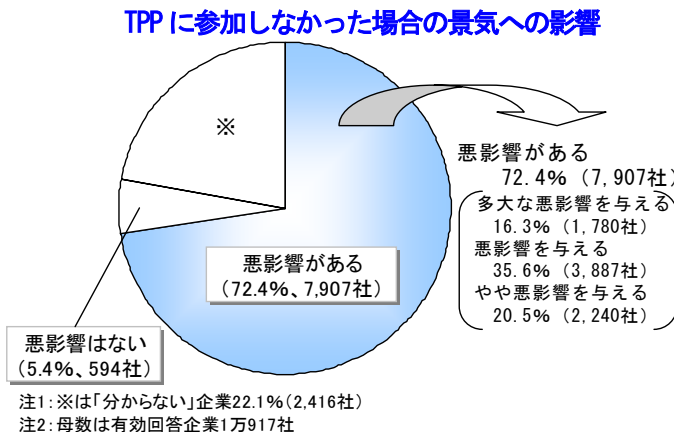 TPPに参加しなかった場合の景気への影響
※
悪影響がある
72.4%（7,907社）
多大な悪影響を与える
16.3%（1,780社）
悪影響を与える
35.6%（3,887社）
やや悪影響を与える
20.5%（2,240社）
悪影響がある
（72.4%、7,907社）
悪影響はない
（5.4%、594社）
注1：※は「分からない」企業22.1%（2,416社）
注2：母数は有効回答企業1万917社